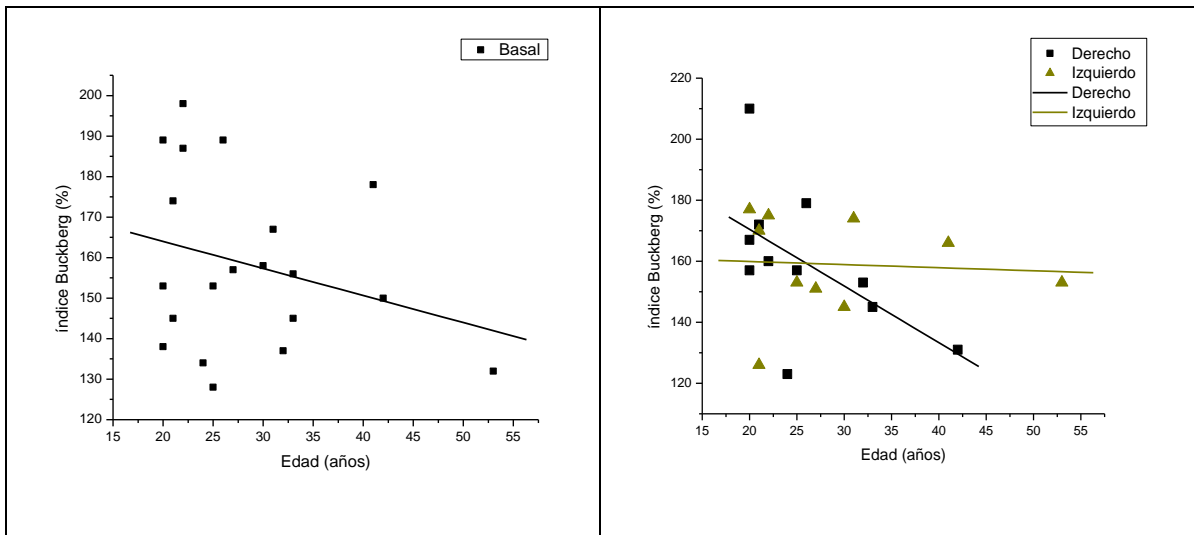 Basal
200
190
180
170
160
150
140
130
120
15 20 25 30 35 40 45 50 55
índice Buckberg (%)
Edad (años)
Derecho
Izquierdo
Derecho
Izquierdo
220
200
180
160
140
120
15 20 25 30 35 40 45 50 55
índice Buckberg (%)
Edad (años)